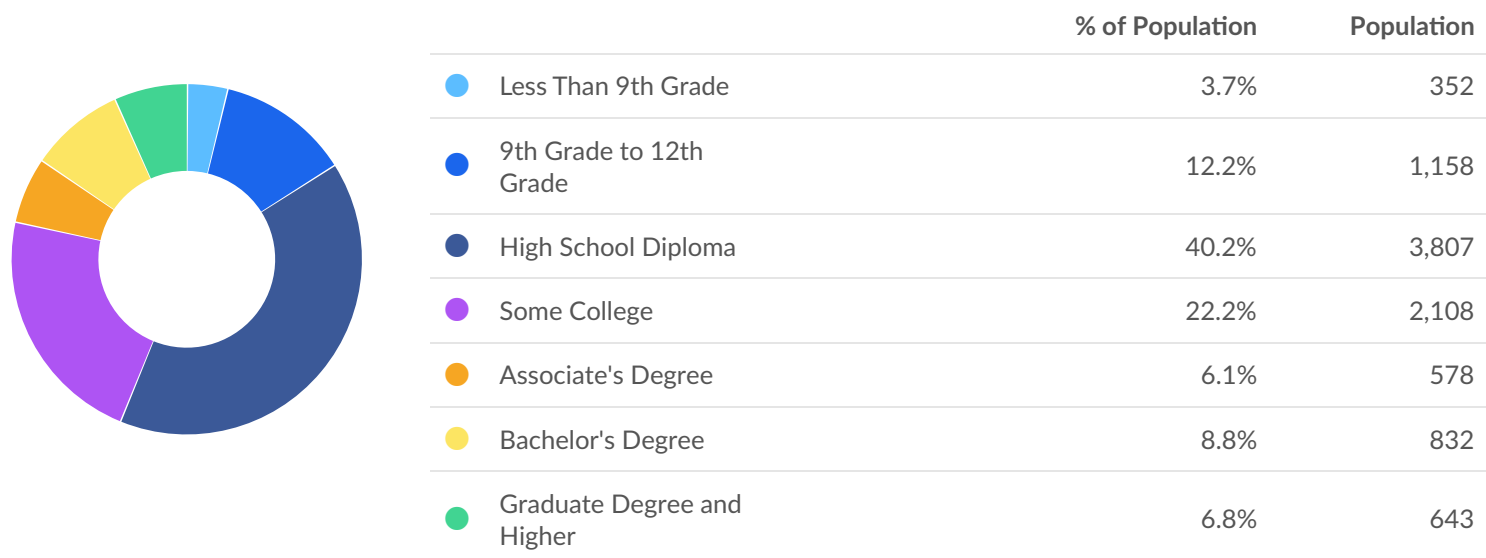 % of Population Population
Less Than 9th Grade 3.7% 352
9th Grade to 12th
Grade 12.2% 1,158
High School Diploma 40.2% 3,807
Some College 22.2% 2,108
Associate's Degree 6.1% 578
Bachelor's Degree 8.8% 832
Graduate Degree and
Higher 6.8% 643